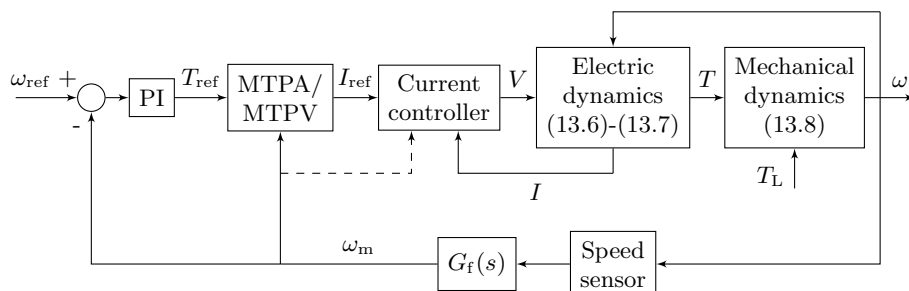 ω_ref +
-
PI
T_ref
MTPA/
MTPV
I_ref
Current
controller
V
Electric
dynamics
(13.6)-(13.7)
T
Mechanical
dynamics
(13.8)
ω
T_L
I
ω_m
G_f(s)
Speed
sensor